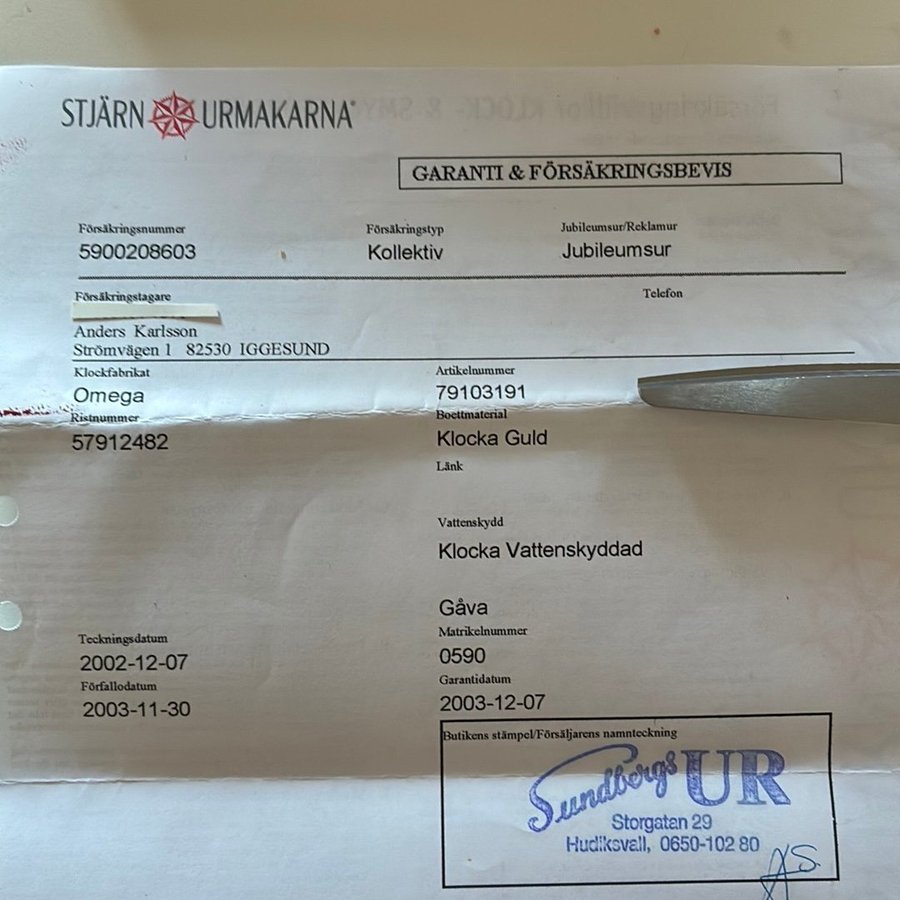 STJÄRN URMAKARNA
GARANTI & FÖRSÄKRINGSBEVIS
Försäkringsnummer Försäkringstyp Jubileumsur/Reklamur
5900208603 Kollektiv Jubileumsur
Försäkringstagare Telefon
Anders Karlsson
Strömvägen 1 82530 IGGESUND
Klockfabrikat Artikelnummer
Omega 79103191
Ristnummer Boettmaterial
57912482 Klocka Guld
Länk
Vattenskydd
Klocka Vattenskyddad
Gåva
Teckningsdatum Matrikelnummer
2002-12-07 0590
Förfallodatum Garantidatum
2003-11-30 2003-12-07
Butikens stämpel/Försäljarens namnteckning
Sundbergs UR
Storgatan 29
Hudiksvall, 0650-102 80